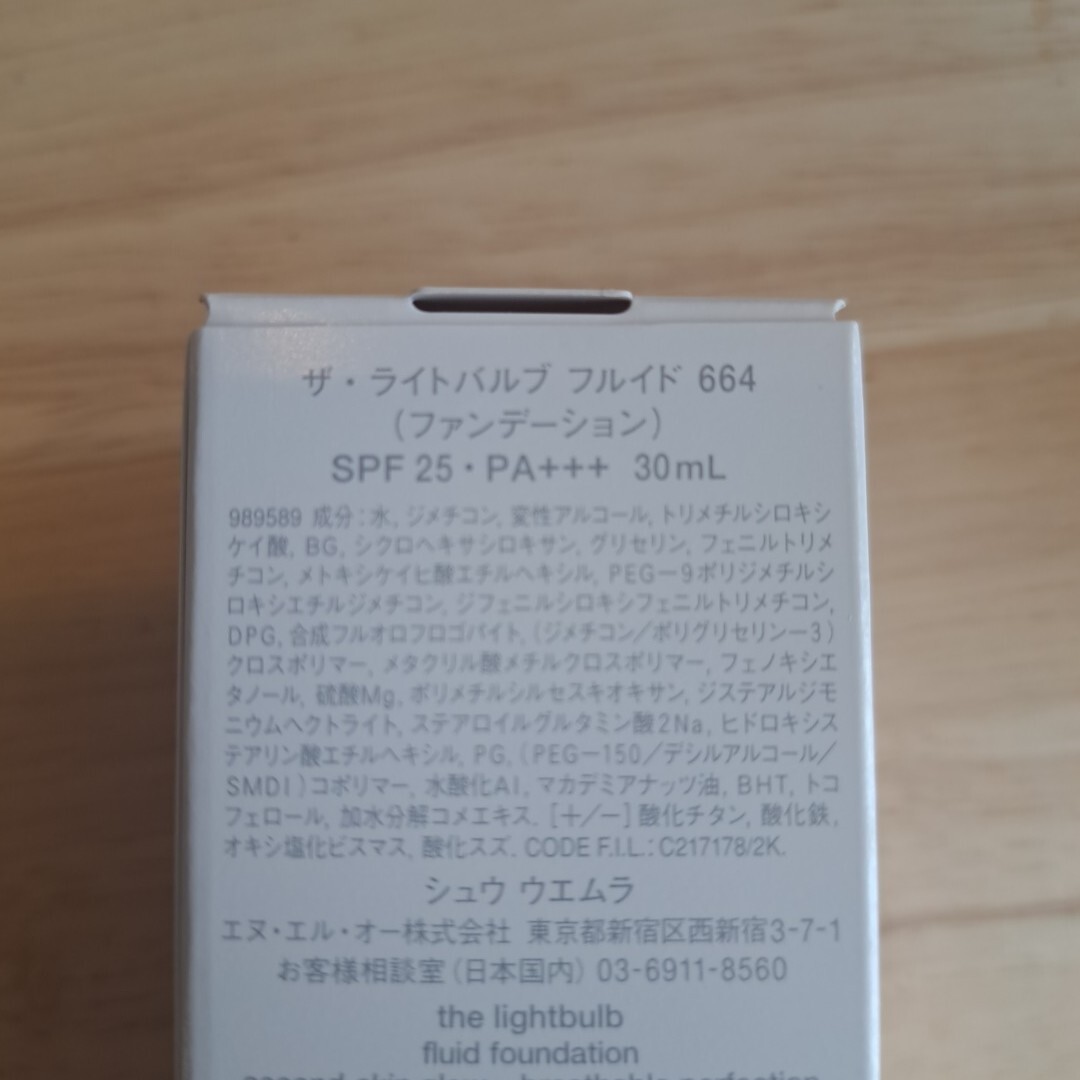 ザ・ライトバルブ フルイド 664
（ファンデーション）
SPF 25・PA+++ 30mL
989589 成分：水, ジメチコン, 変性アルコール, トリメチルシロキシ
ケイ酸, BG, シクロヘキサシロキサン, グリセリン, フェニルトリメ
チコン, メトキシケイヒ酸エチルヘキシル, PEG－9ポリジメチルシ
ロキシエチルジメチコン, ジフェニルシロキシフェニルトリメチコン,
DPG, 合成フルオロフロゴパイト, (ジメチコン／ポリグリセリン－3)
クロスポリマー, メタクリル酸メチルクロスポリマー, フェノキシエ
タノール, 硫酸Mg, ポリメチルシルセスキオキサン, ジステアルジモ
ニウムヘクトライト, ステアロイルグルタミン酸2Na, ヒドロキシス
テアリン酸エチルヘキシル, PG, (PEG－150／デシルアルコール／
SMDI)コポリマー, 水酸化Al, マカデミアナッツ油, BHT, トコ
フェロール, 加水分解コメエキス. [＋／－] 酸化チタン, 酸化鉄,
オキシ塩化ビスマス, 酸化スズ. CODE F.I.L.: C217178/2K.
シュウ ウエムラ
エヌ・エル・オー株式会社 東京都新宿区西新宿3-7-1
お客様相談室 (日本国内) 03-6911-8560
the lightbulb
fluid foundation